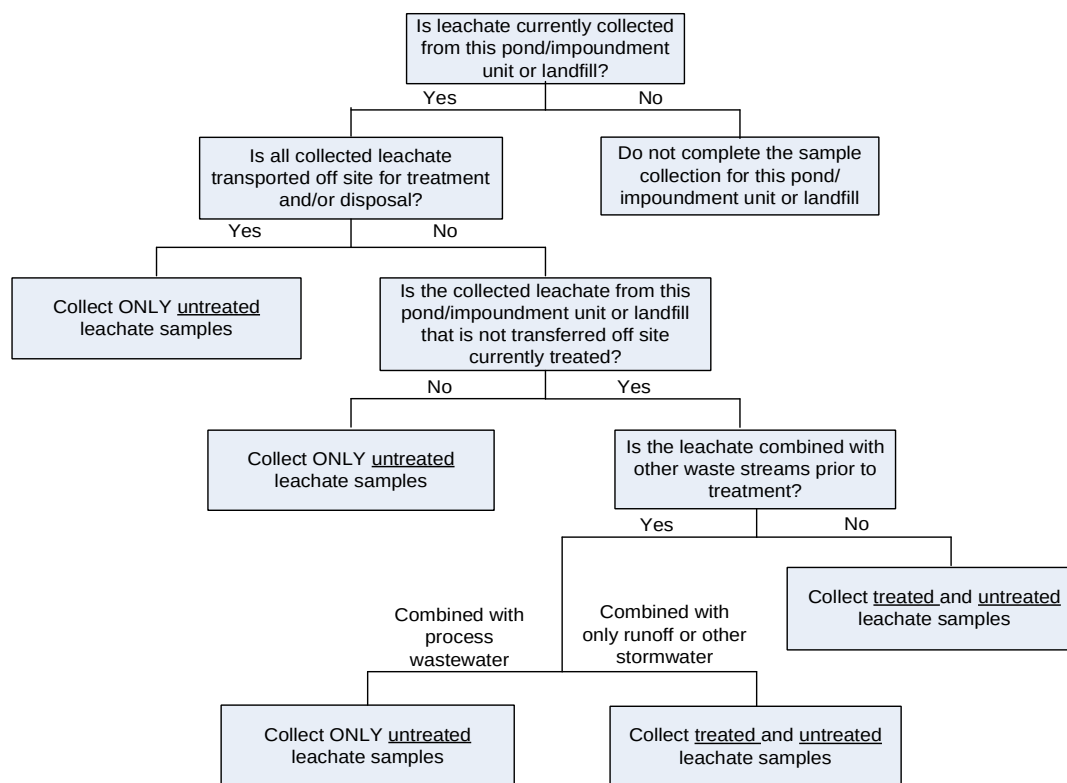 Is leachate currently collected
from this pond/impoundment
unit or landfill?
Yes
No
Is all collected leachate
transported off site for treatment
and/or disposal?
Do not complete the sample
collection for this pond/
impoundment unit or landfill
Yes
No
Collect ONLY untreated
leachate samples
Is the collected leachate from this
pond/impoundment unit or landfill
that is not transferred off site
currently treated?
No
Yes
Collect ONLY untreated
leachate samples
Is the leachate combined with
other waste streams prior to
treatment?
Yes
No
Collect treated and untreated
leachate samples
Combined with
process
wastewater
Combined with
only runoff or other
stormwater
Collect ONLY untreated
leachate samples
Collect treated and untreated
leachate samples